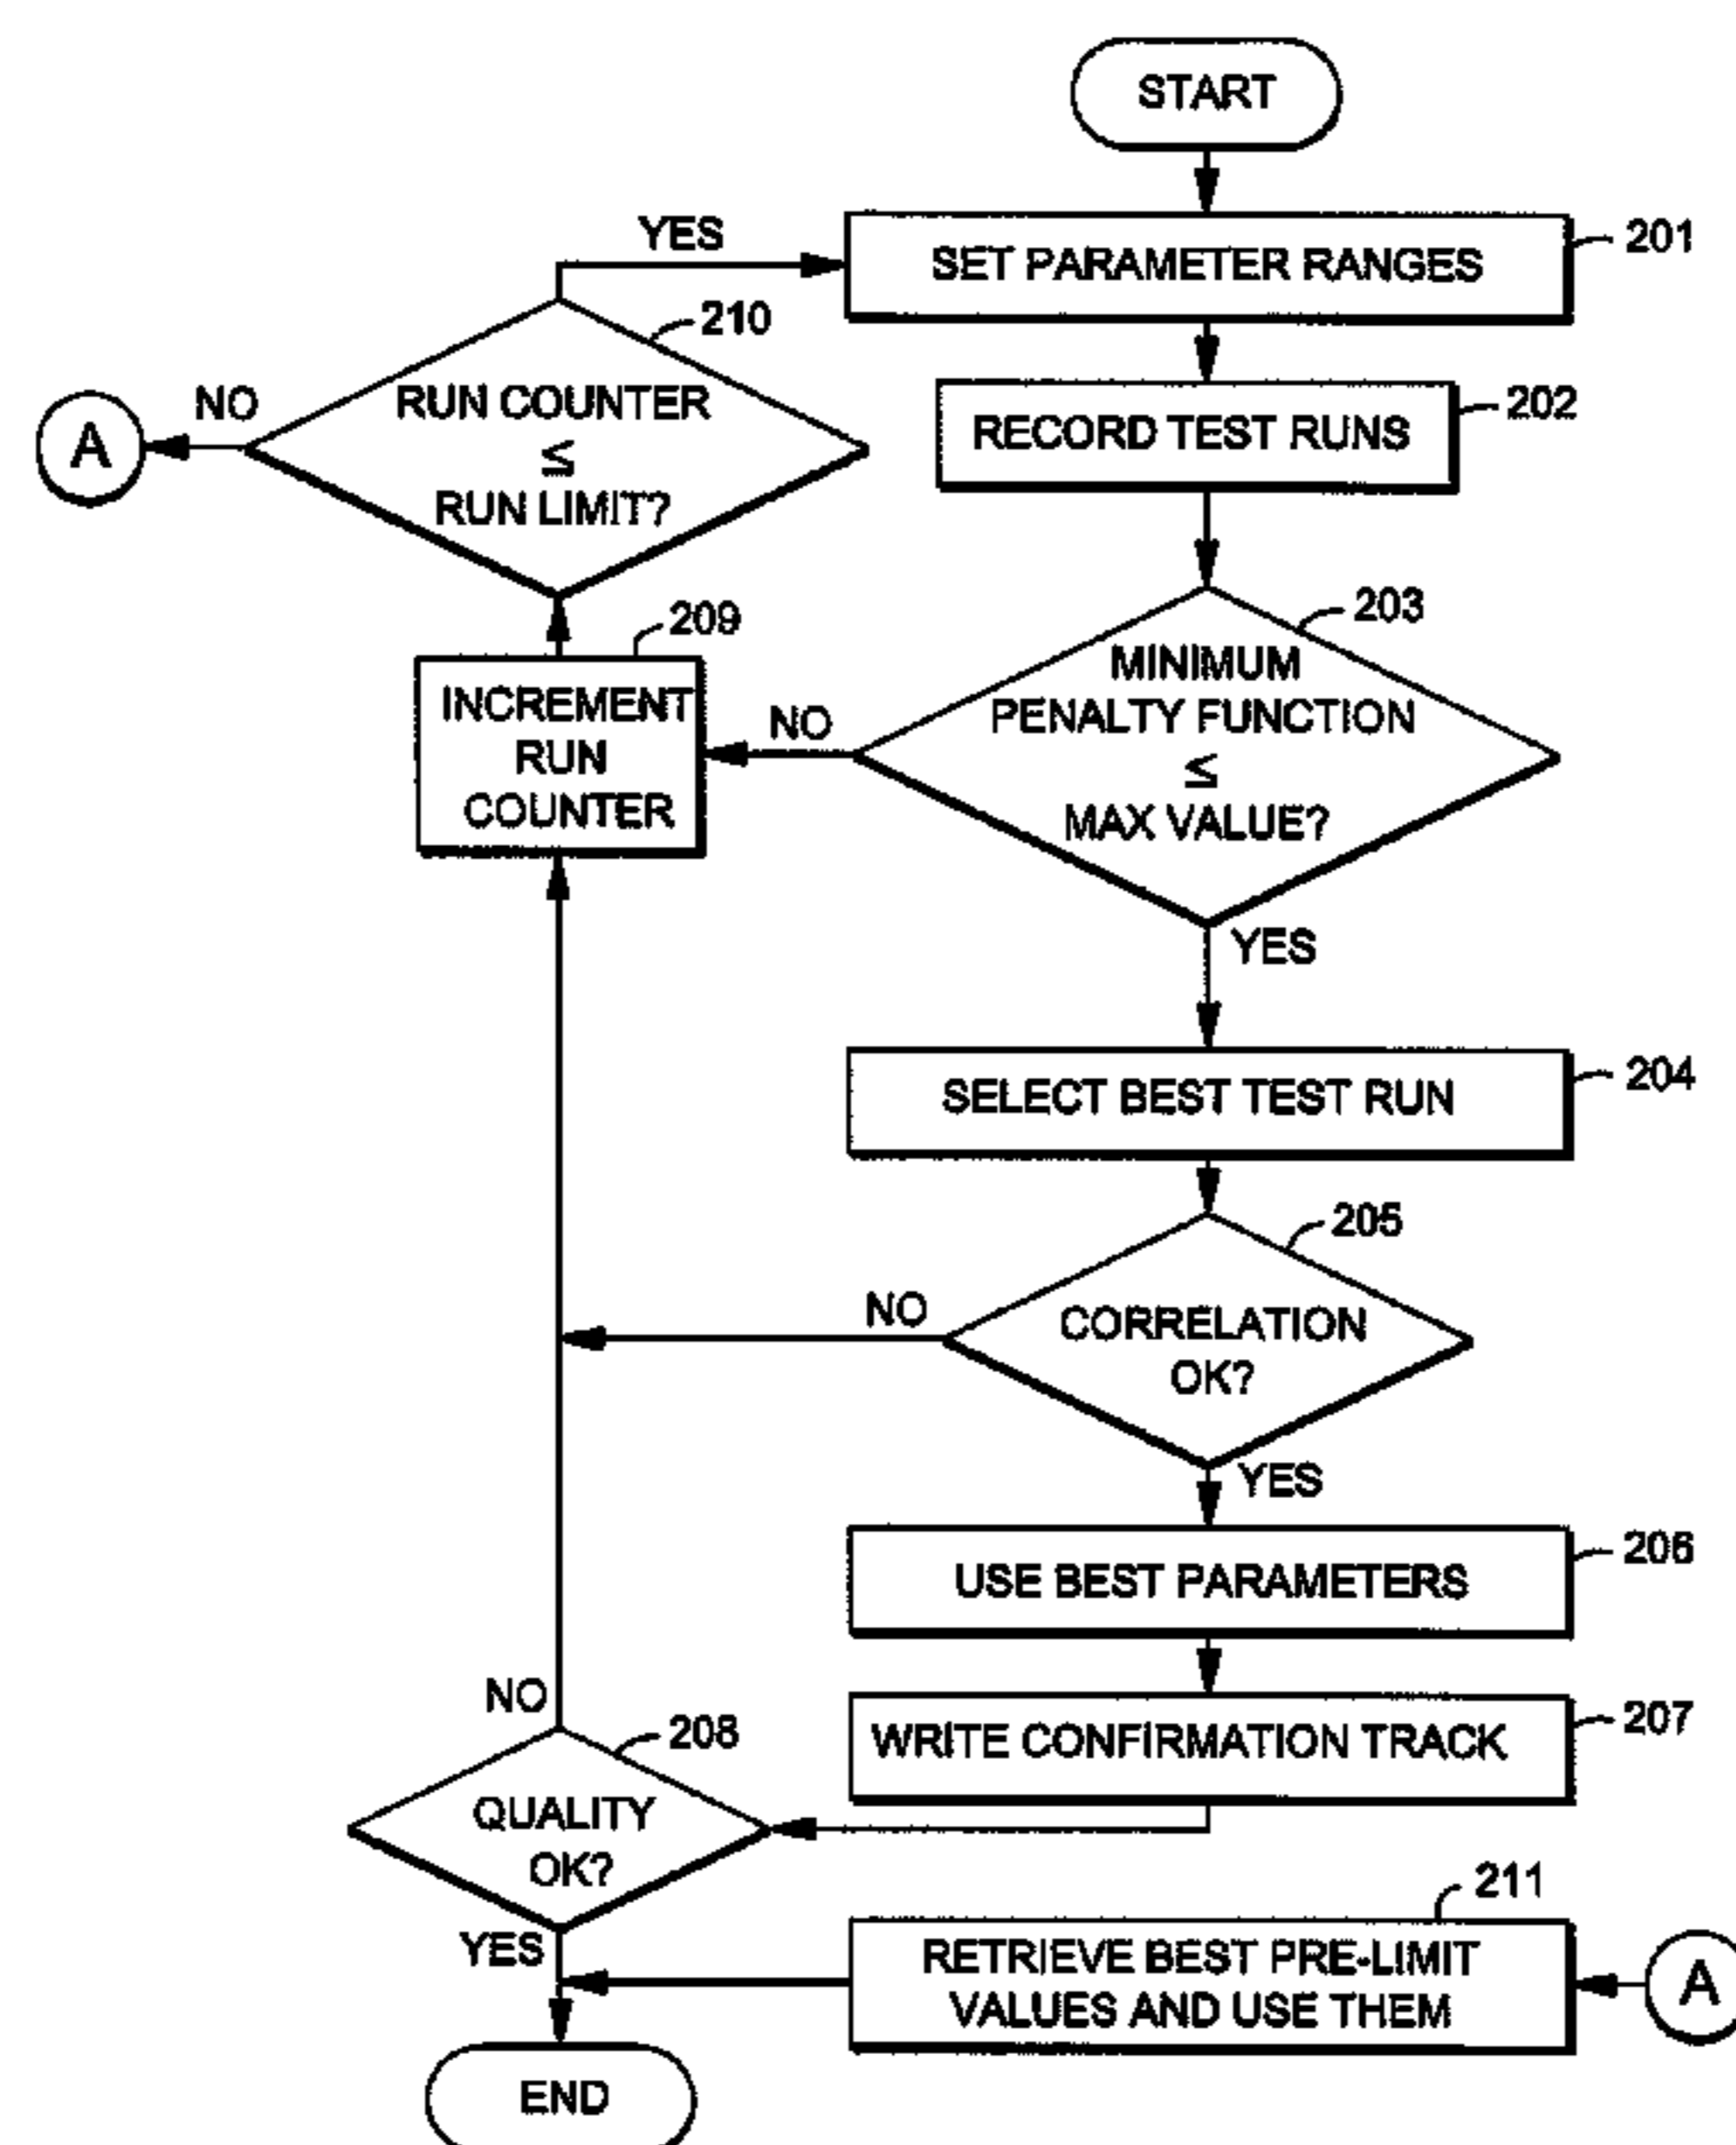 START
YES
SET PARAMETER RANGES
201
210
RUN COUNTER
≤
RUN LIMIT?
NO
A
RECORD TEST RUNS
202
203
MINIMUM
PENALTY FUNCTION
≤
MAX VALUE?
NO
209
INCREMENT
RUN
COUNTER
YES
SELECT BEST TEST RUN
204
205
CORRELATION
OK?
NO
YES
USE BEST PARAMETERS
206
WRITE CONFIRMATION TRACK
207
NO
208
QUALITY
OK?
YES
211
RETRIEVE BEST PRE-LIMIT
VALUES AND USE THEM
A
END